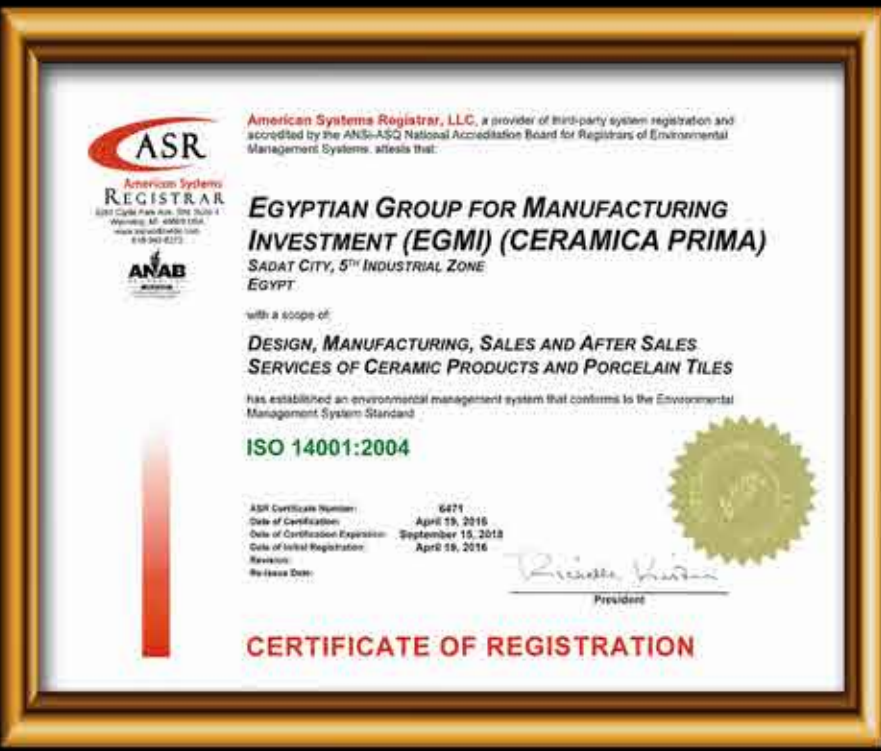 ASR
American Systems
REGISTRAR
American Systems Registrar, LLC, a provider of third-party system registration and
accredited by the ANSI-ASQ National Accreditation Board for Registrars of Environmental
Management Systems, attests that:
EGYPTIAN GROUP FOR MANUFACTURING
INVESTMENT (EGMI) (CERAMICA PRIMA)
SADAT CITY, 5TH INDUSTRIAL ZONE
EGYPT
with a scope of:
DESIGN, MANUFACTURING, SALES AND AFTER SALES
SERVICES OF CERAMIC PRODUCTS AND PORCELAIN TILES
has established an environmental management system that conforms to the Environmental
Management System Standard
ISO 14001:2004
ANAB
ASR Certificate Number: 6471
Date of Certification: April 19, 2016
Date of Certification Expiration: September 15, 2018
Date of Initial Registration: April 19, 2016
Revision:
Re-Issue Date:
President
CERTIFICATE OF REGISTRATION